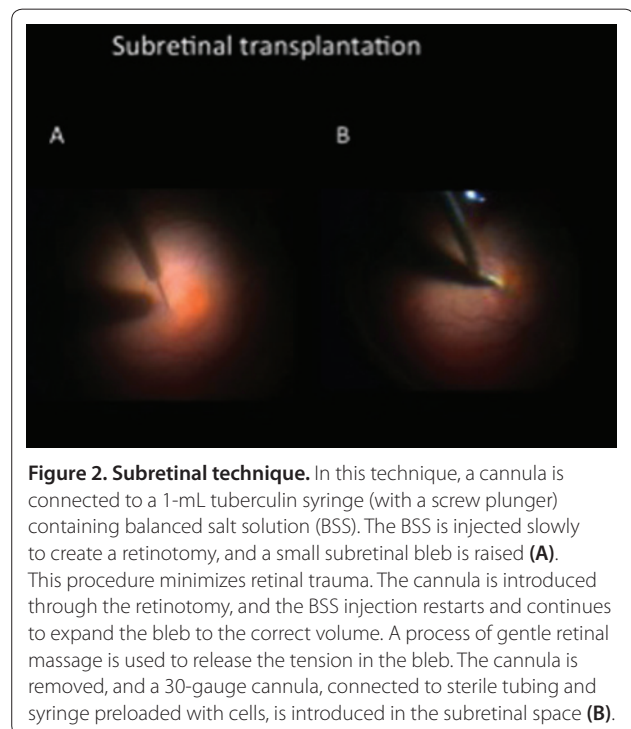 Subretinal transplantation
A
B
Figure 2. Subretinal technique. In this technique, a cannula is
connected to a 1-mL tuberculin syringe (with a screw plunger)
containing balanced salt solution (BSS). The BSS is injected slowly
to create a retinotomy, and a small subretinal bleb is raised (A).
This procedure minimizes retinal trauma. The cannula is introduced
through the retinotomy, and the BSS injection restarts and continues
to expand the bleb to the correct volume. A process of gentle retinal
massage is used to release the tension in the bleb. The cannula is
removed, and a 30-gauge cannula, connected to sterile tubing and
syringe preloaded with cells, is introduced in the subretinal space (B).